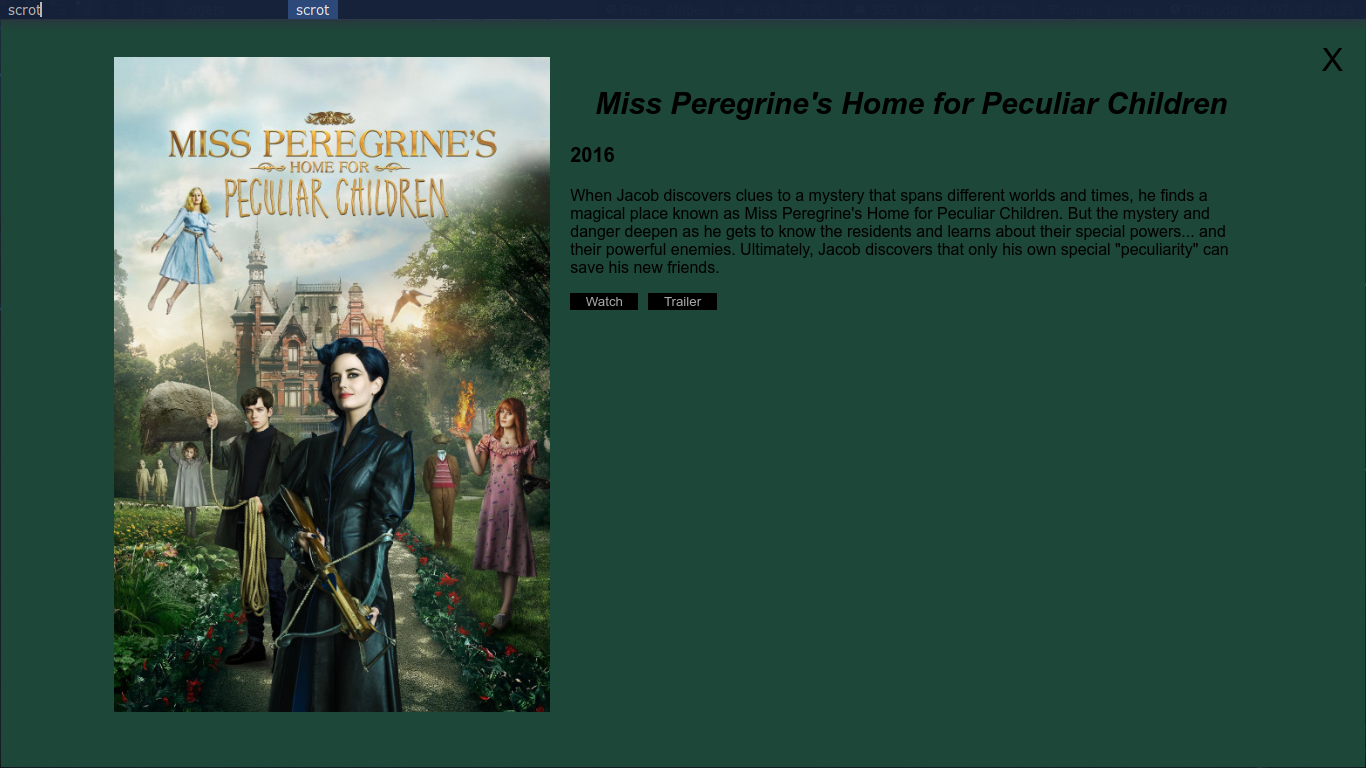 scrot scrot
X
MISS PEREGRINE'S
HOME FOR
PECULIAR CHILDREN
Miss Peregrine's Home for Peculiar Children
2016
When Jacob discovers clues to a mystery that spans different worlds and times, he finds a
magical place known as Miss Peregrine's Home for Peculiar Children. But the mystery and
danger deepen as he gets to know the residents and learns about their special powers... and
their powerful enemies. Ultimately, Jacob discovers that only his own special "peculiarity" can
save his new friends.
Watch Trailer